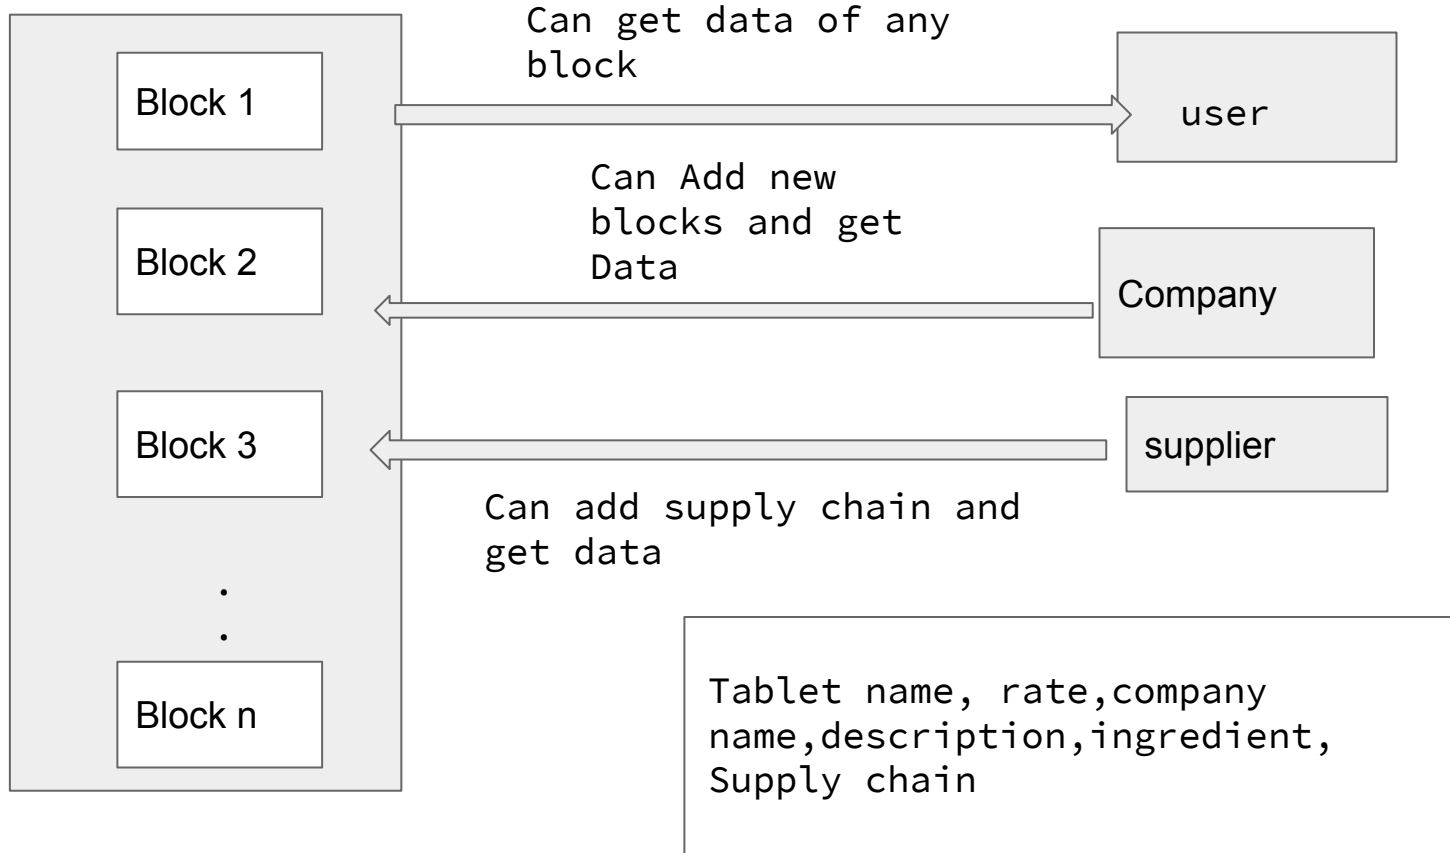 Can get data of any
block
Block 1
user
Can Add new
blocks and get
Data
Block 2
Company
Block 3
supplier
Can add supply chain and
get data
.
.
Block n
Tablet name, rate,company
name,description,ingredient,
Supply chain